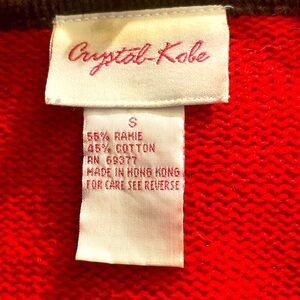 Crystal-Kobe
S
55% RAMIE
45% COTTON
RN 69377
MADE IN HONG KONG
FOR CARE SEE REVERSE